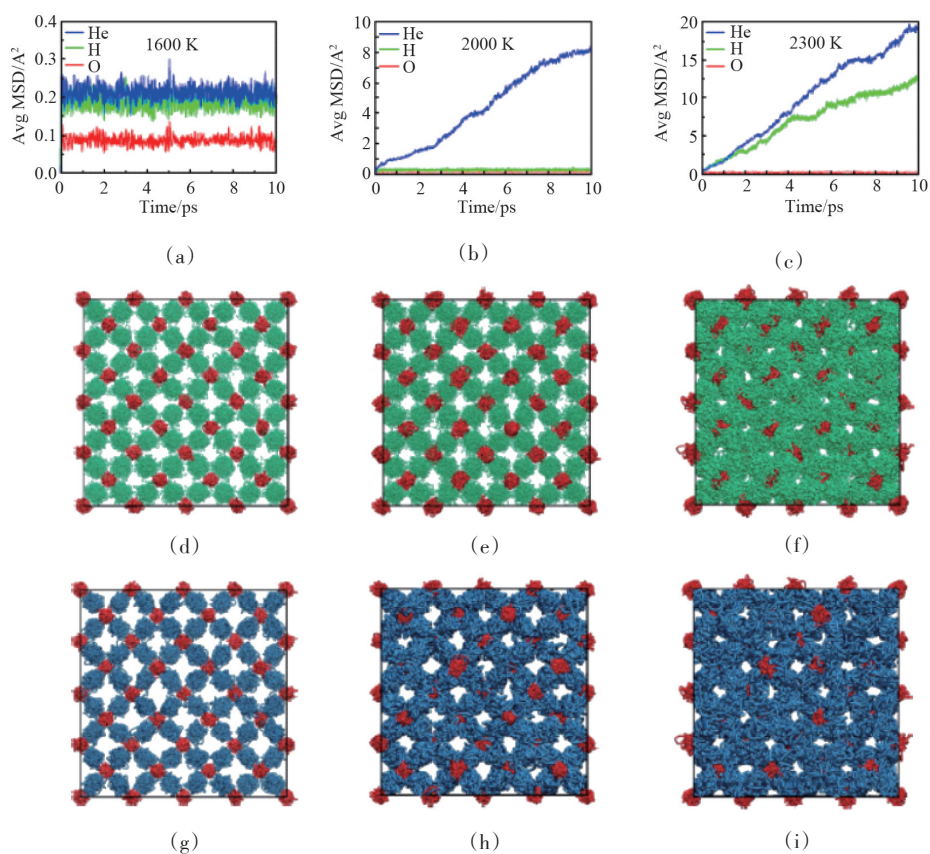 0.4
He
H
O
1600 K
0.3
0.2
0.1
0.0
0 2 4 6 8 10
Avg MSD/Å²
Time/ps
(a)
10
He
H
O
2000 K
8
6
4
2
0
0 2 4 6 8 10
Avg MSD/Å²
Time/ps
(b)
20
He
H
O
2300 K
15
10
5
0
0 2 4 6 8 10
Avg MSD/Å²
Time/ps
(c)
(d)
(e)
(f)
(g)
(h)
(i)